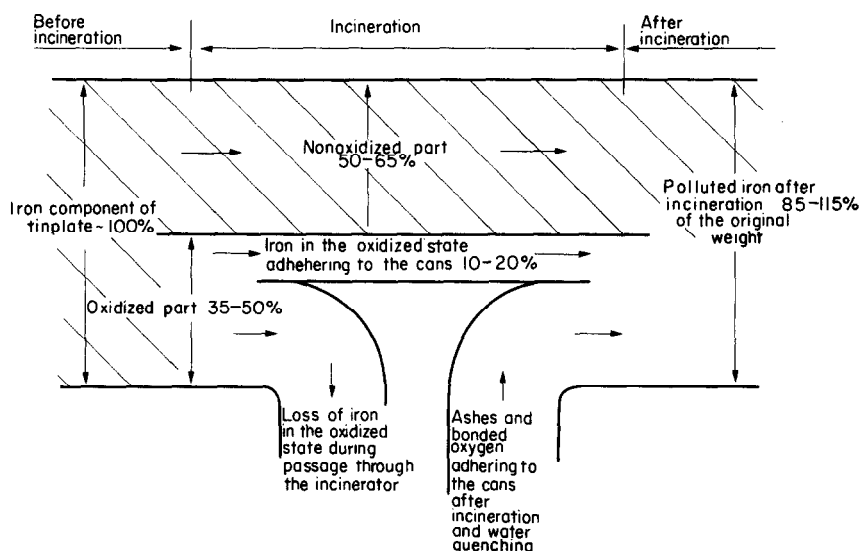 Before
incineration
Incineration
After
incineration
Nonoxidized part
50–65%
Iron component of
tinplate ~ 100%
Polluted iron after
incineration 85–115%
of the original
weight
Iron in the oxidized state
adhehering to the cans 10–20%
Oxidized part 35–50%
Loss of iron
in the oxidized
state during
passage through
the incinerator
Ashes and
bonded
oxygen
adhering to
the cans
after
incineration
and water
quenching